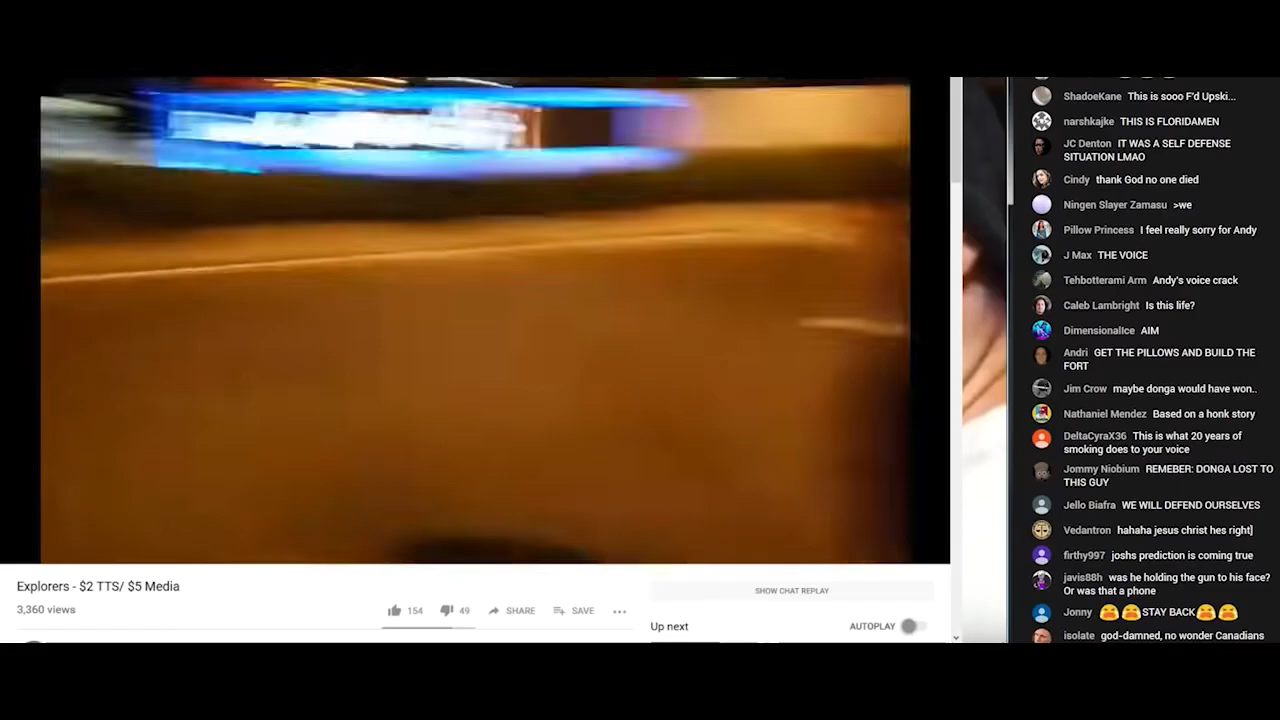 ShadoeKane This is sooo F'd Upski...
narshkajke THIS IS FLORIDAMEN
JC Denton IT WAS A SELF DEFENSE
SITUATION LMAO
Cindy thank God no one died
Ningen Slayer Zamasu >we
Pillow Princess I feel really sorry for Andy
J Max THE VOICE
Tehbotterami Arm Andy's voice crack
Caleb Lambright Is this life?
DimensionalIce AIM
Andri GET THE PILLOWS AND BUILD THE
FORT
Jim Crow maybe donga would have won..
Nathaniel Mendez Based on a honk story
DeltaCyraX36 This is what 20 years of
smoking does to your voice
Jommy Niobium REMEBER: DONGA LOST TO
THIS GUY
Jello Biafra WE WILL DEFEND OURSELVES
Vedantron hahaha jesus christ hes right]
firthy997 joshs prediction is coming true
javis88h was he holding the gun to his face?
Or was that a phone
Jonny 😫😫STAY BACK😫😫
isolate god-damned, no wonder Canadians
Explorers - $2 TTS/ $5 Media
3,360 views
154 49 SHARE SAVE
SHOW CHAT REPLAY
Up next AUTOPLAY